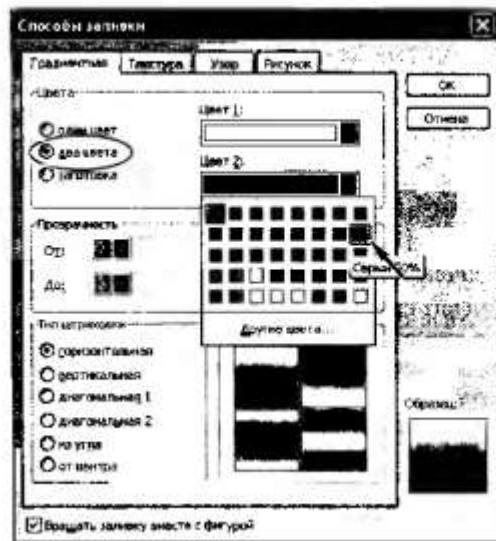 Способы заливки
Градиентная Текстура Узор Рисунок
Цвета
один цвет
два цвета
заготовка
Цвет 1:
Цвет 2:
Прозрачность
От:
До:
Другие цвета...
Тип штриховки
горизонтальная
вертикальная
диагональная 1
диагональная 2
из угла
от центра
ОК
Отмена
Образец:
Вращать заливку вместе с фигурой